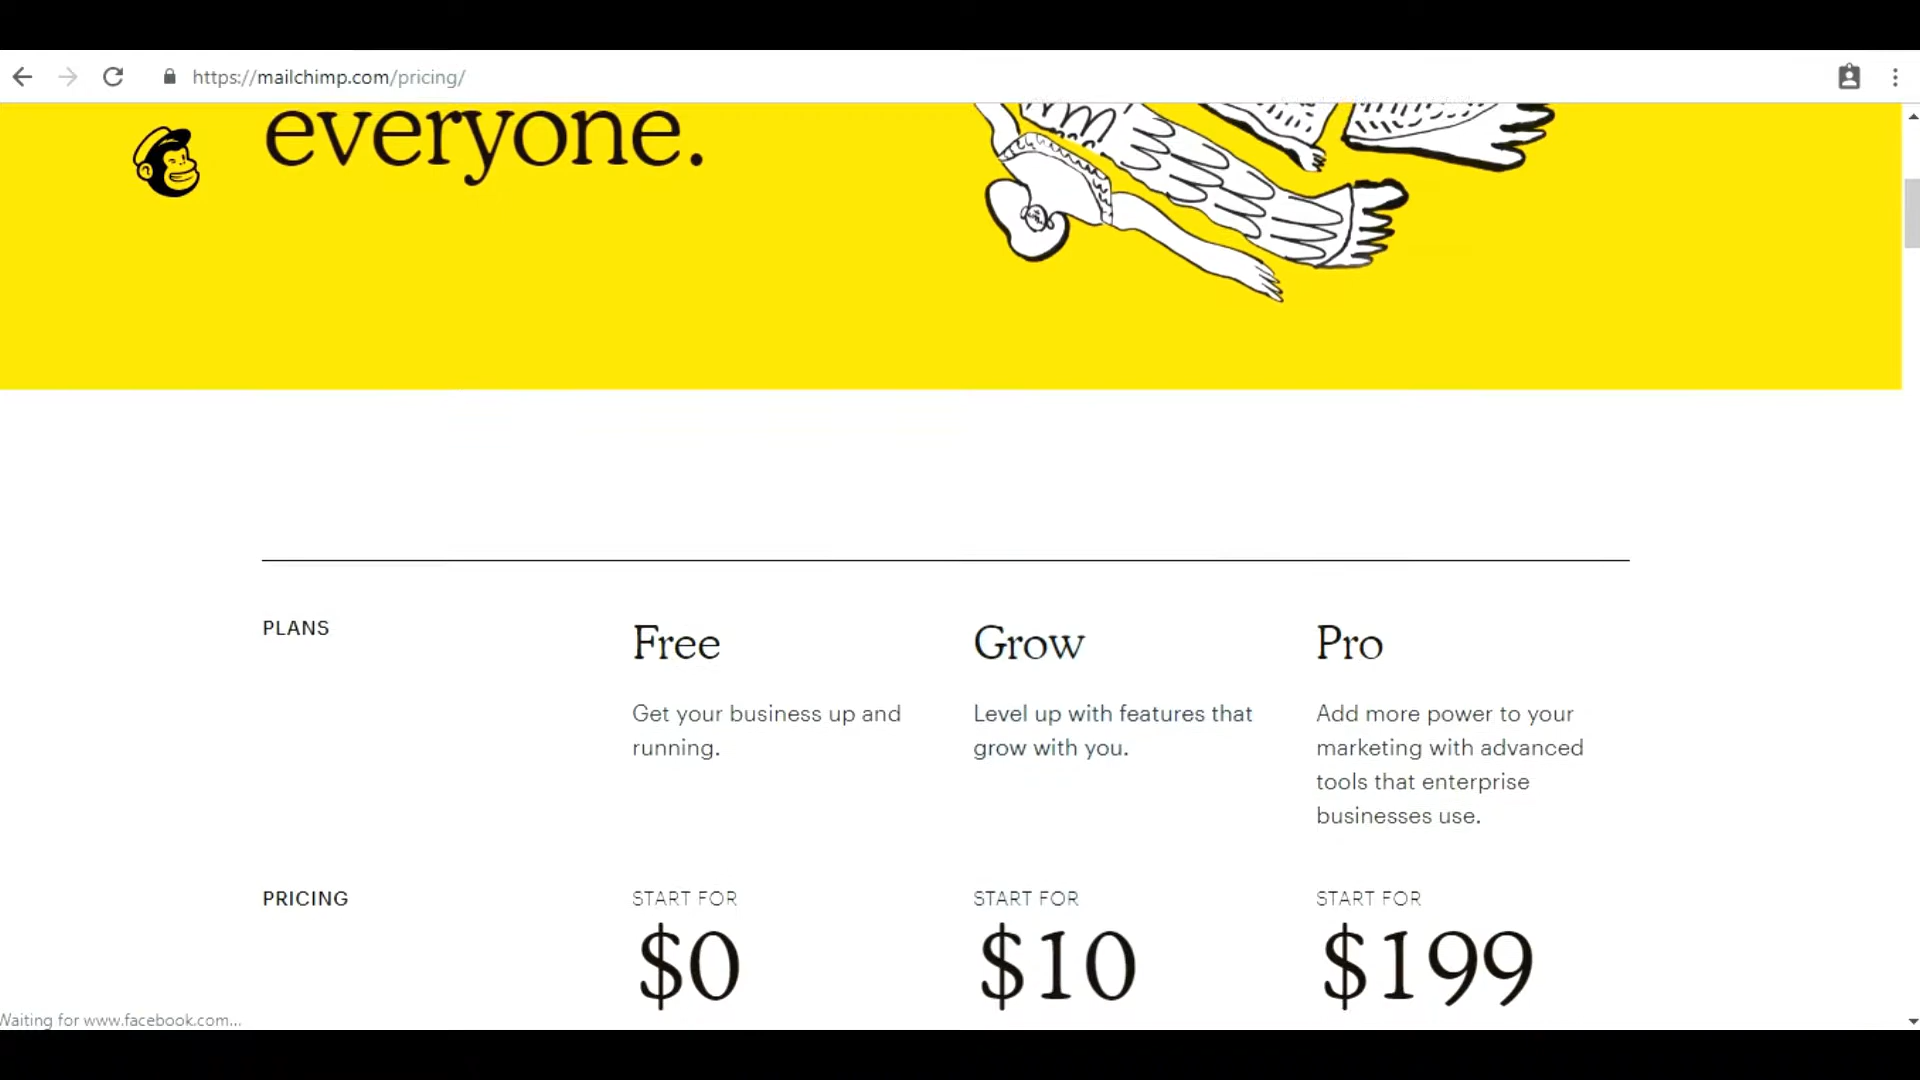 https://mailchimp.com/pricing/
everyone.
PLANS
Free
Get your business up and
running.
Grow
Level up with features that
grow with you.
Pro
Add more power to your
marketing with advanced
tools that enterprise
businesses use.
PRICING
START FOR
$0
START FOR
$10
START FOR
$199
Waiting for www.facebook.com...